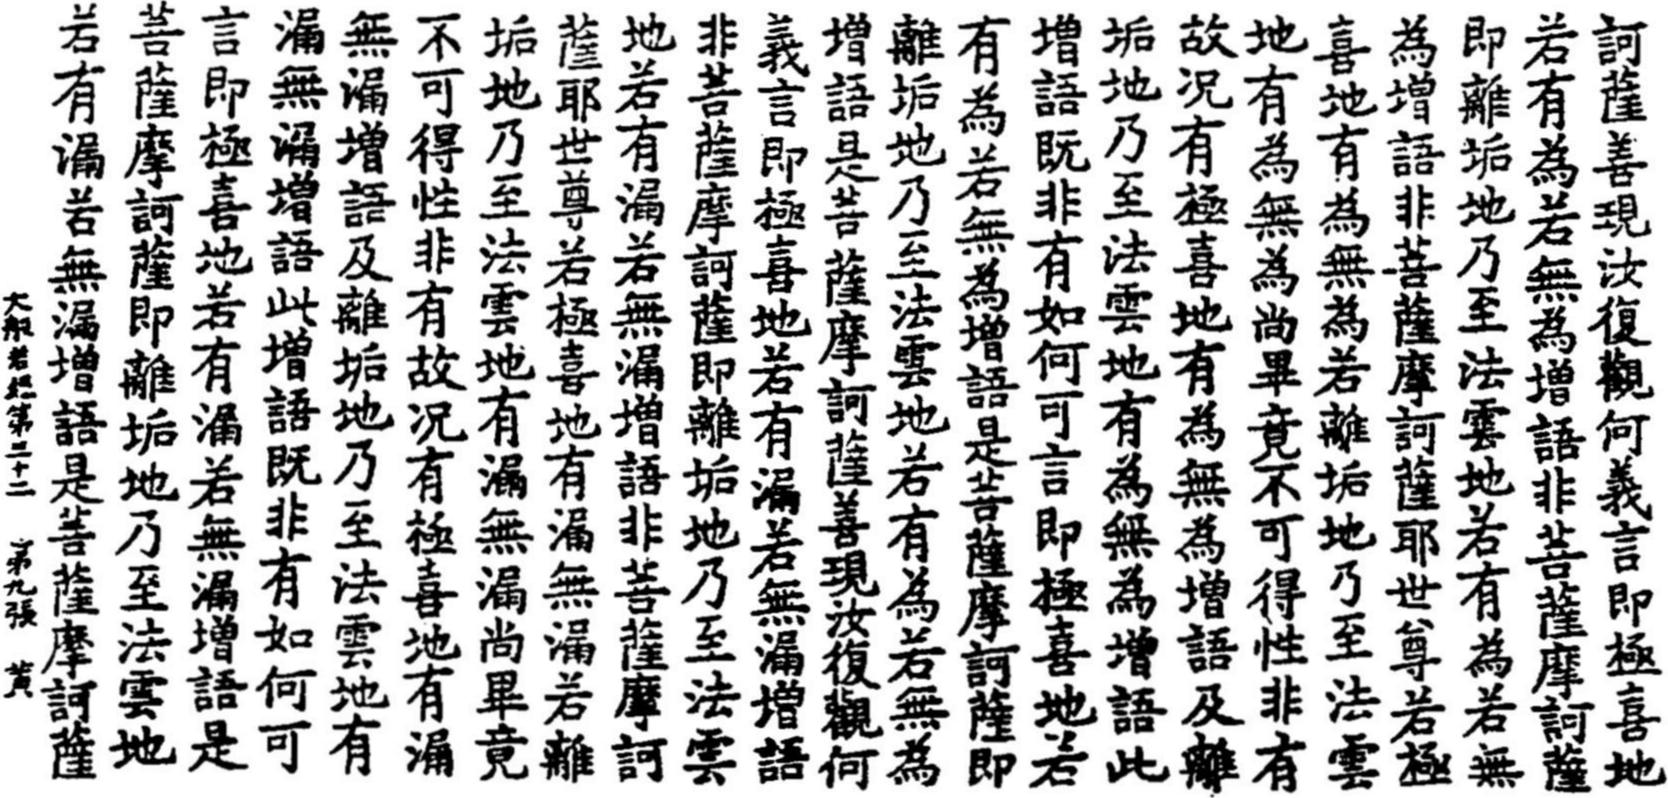 訶薩善現汝復觀何義言即極喜地
若有為若無為增語非菩薩摩訶薩
即離垢地乃至法雲地若有為若無
為增語非菩薩摩訶薩耶世尊若極
喜地有為無為若離垢地乃至法雲
地有為無為尚畢竟不可得性非有
故況有極喜地有為無為增語及離
垢地乃至法雲地有為無為增語此
增語既非有如何可言即極喜地若
有為若無為增語是菩薩摩訶薩即
離垢地乃至法雲地若有為若無為
增語是菩薩摩訶薩善現汝復觀何
義言即極喜地若有漏若無漏增語
非菩薩摩訶薩即離垢地乃至法雲
地若有漏若無漏增語非菩薩摩訶
薩耶世尊若極喜地有漏無漏若離
垢地乃至法雲地有漏無漏尚畢竟
不可得性非有故況有極喜地有漏
無漏增語及離垢地乃至法雲地有
漏無漏增語此增語既非有如何可
言即極喜地若有漏若無漏增語是
菩薩摩訶薩即離垢地乃至法雲地
若有漏若無漏增語是菩薩摩訶薩
大般若經第三十二 第九張 黄